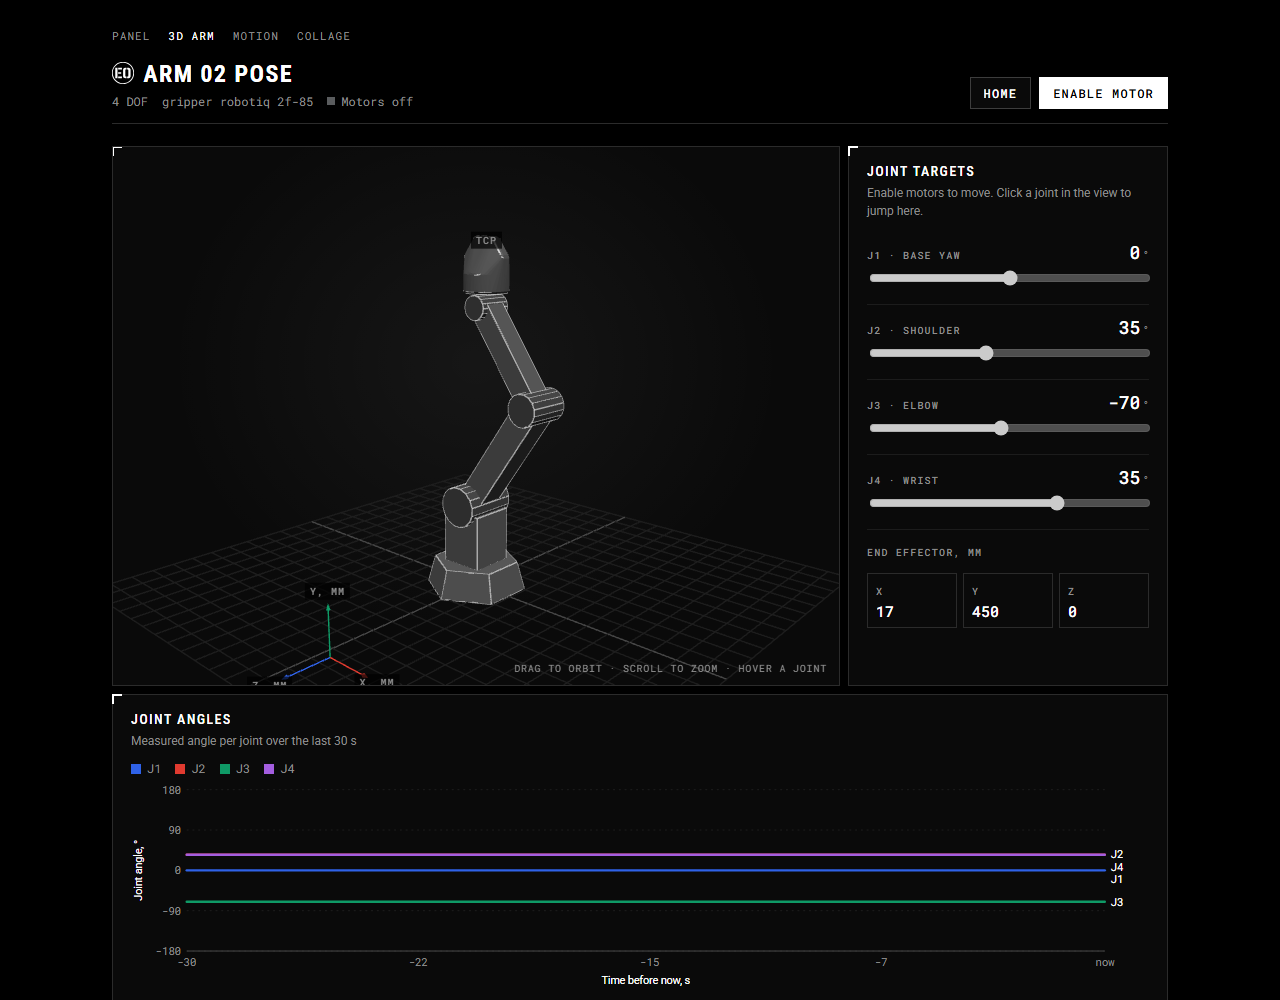 PANEL 3D ARM MOTION COLLAGE
EO ARM 02 POSE
4 DOF gripper robotiq 2f-85 Motors off
HOME
ENABLE MOTOR
TCP
Y, MM
Z, MM
X, MM
DRAG TO ORBIT · SCROLL TO ZOOM · HOVER A JOINT
JOINT TARGETS
Enable motors to move. Click a joint in the view to
jump here.
J1 · BASE YAW 0 °
J2 · SHOULDER 35 °
J3 · ELBOW -70 °
J4 · WRIST 35 °
END EFFECTOR, MM
X Y Z
17 450 0
JOINT ANGLES
Measured angle per joint over the last 30 s
J1 J2 J3 J4
180
90
0
-90
-180
Joint angle, °
J2
J4
J1
J3
-30 -22 -15 -7 now
Time before now, s